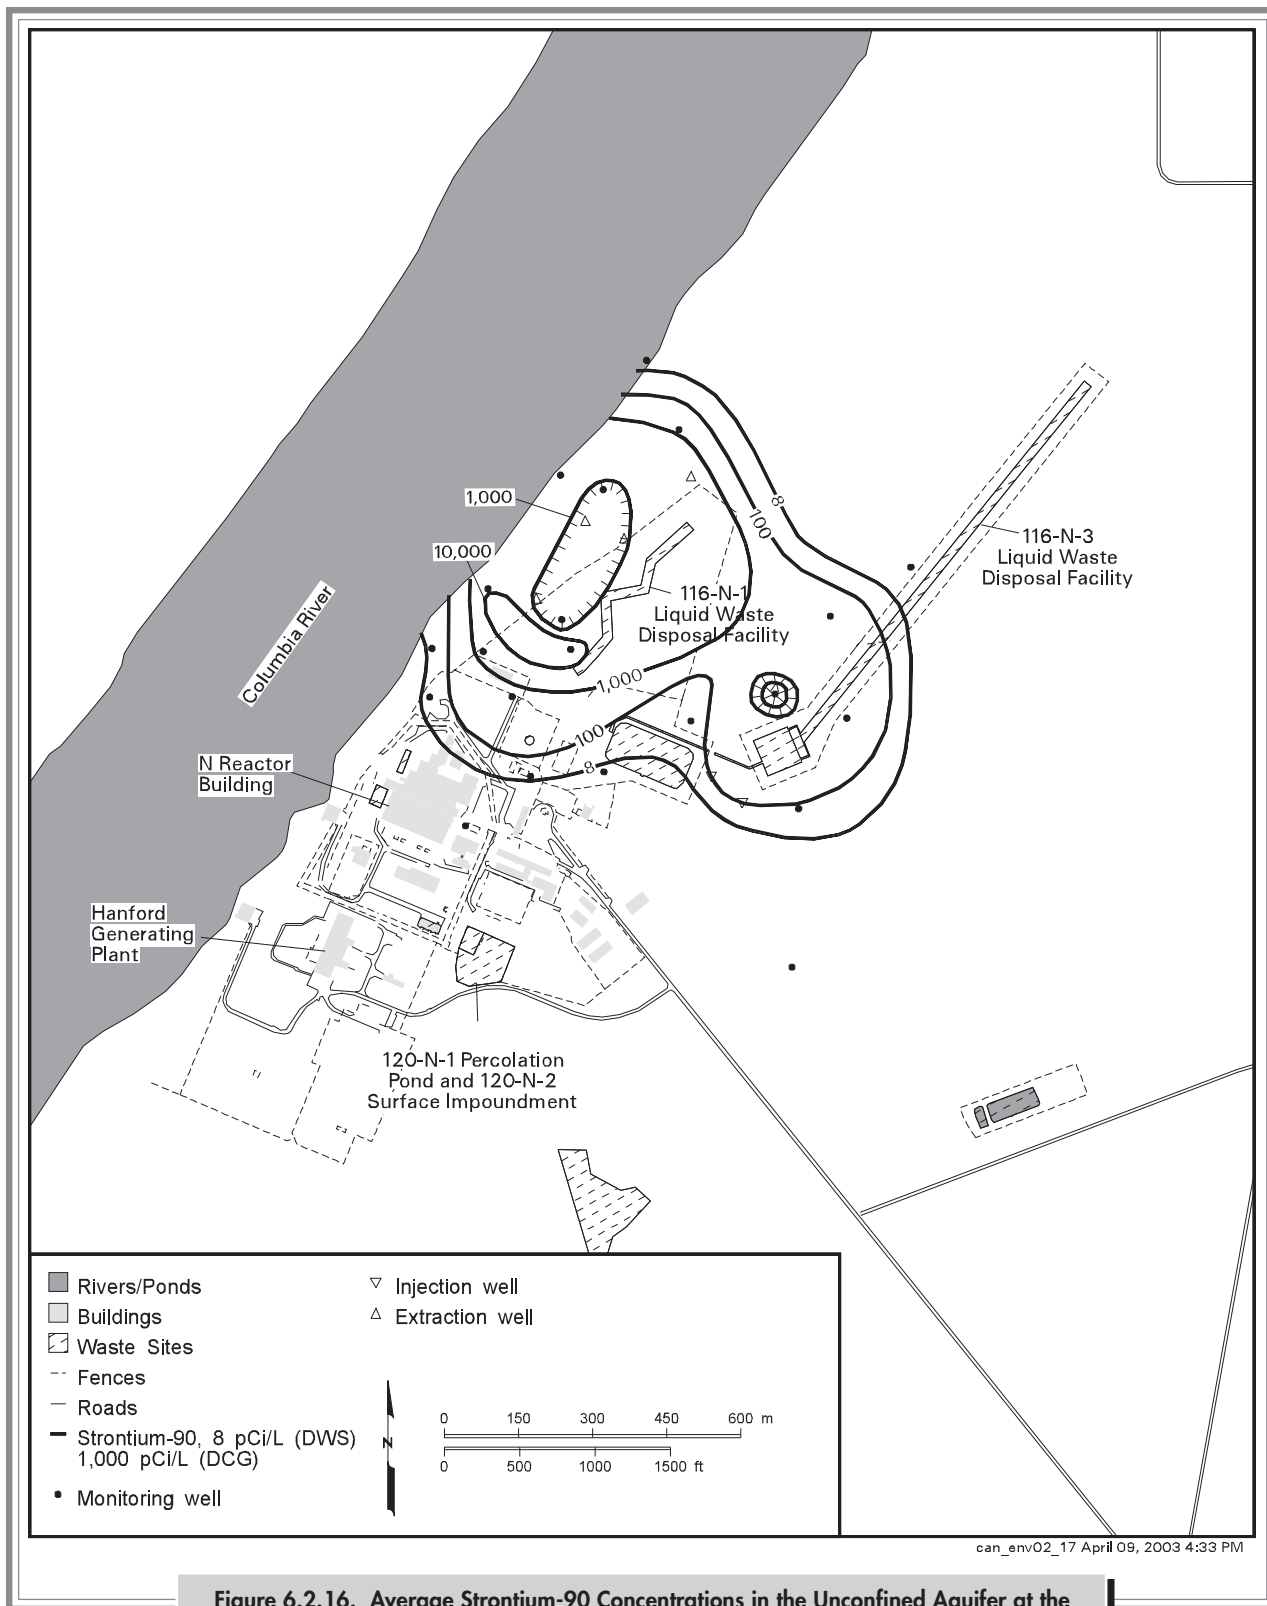 8
1,000
100
10,000
116-N-3
Liquid Waste
Disposal Facility
116-N-1
Liquid Waste
Disposal Facility
Columbia River
1,000
100
8
N Reactor
Building
Hanford
Generating
Plant
120-N-1 Percolation
Pond and 120-N-2
Surface Impoundment
Rivers/Ponds
Buildings
Waste Sites
Fences
Roads
Strontium-90, 8 pCi/L (DWS)
1,000 pCi/L (DCG)
Monitoring well
Injection well
Extraction well
N
0 150 300 450 600 m
0 500 1000 1500 ft
can_env02_17 April 09, 2003 4:33 PM
Figure 6.2.16. Average Strontium-90 Concentrations in the Unconfined Aquifer at the